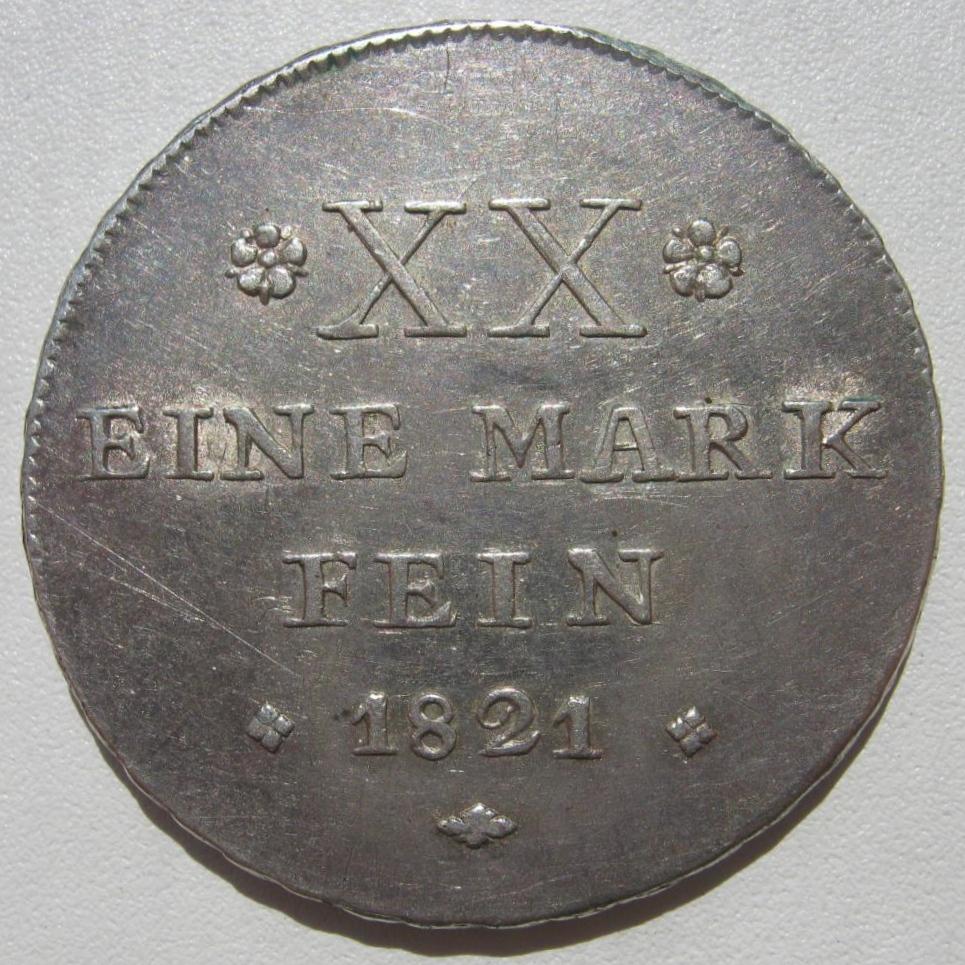 XX
EINE MARK
FEIN
1821